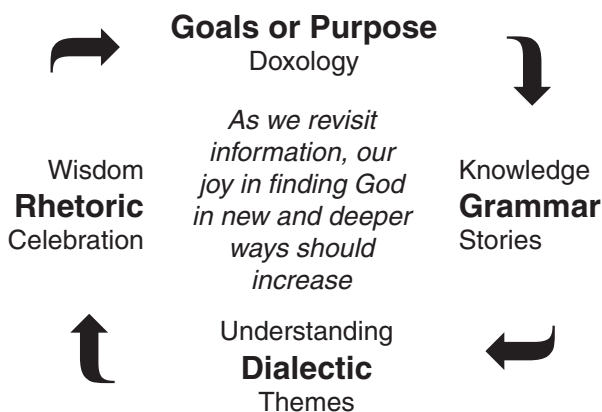 Goals or Purpose
Doxology
As we revisit
information, our
joy in finding God
in new and deeper
ways should
increase
Wisdom
Rhetoric
Celebration
Knowledge
Grammar
Stories
Understanding
Dialectic
Themes